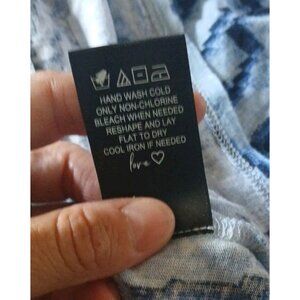 HAND WASH COLD
ONLY NON-CHLORINE
BLEACH WHEN NEEDED
RESHAPE AND LAY
FLAT TO DRY
COOL IRON IF NEEDED
love